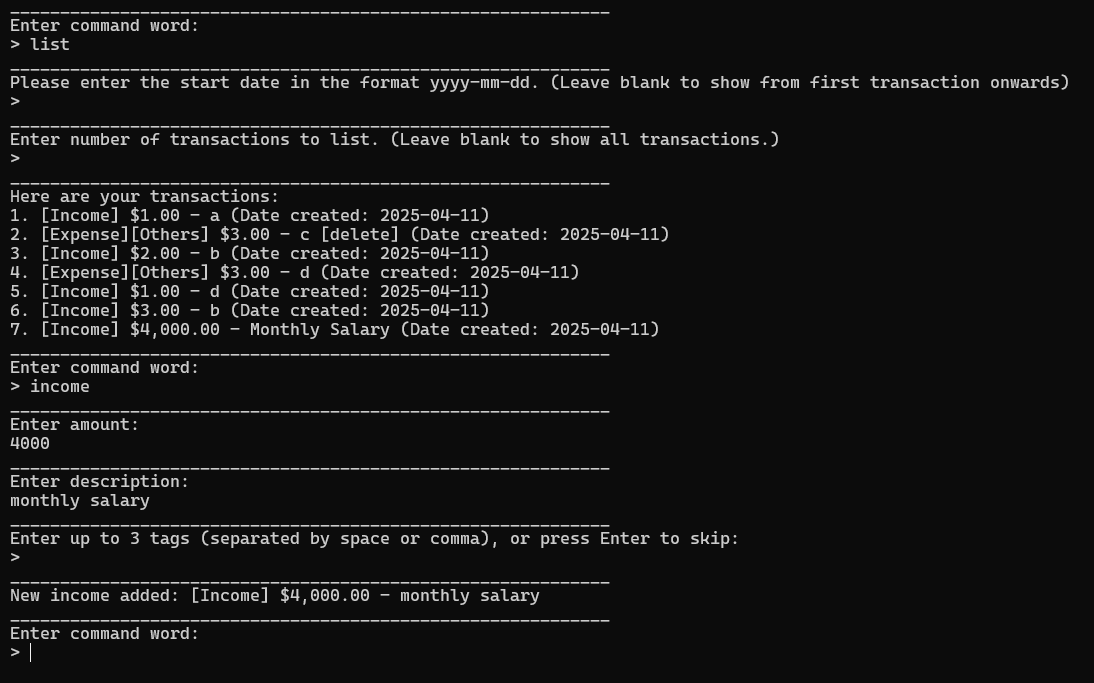 ____________________________________________________________
Enter command word:
> list
____________________________________________________________
Please enter the start date in the format yyyy-mm-dd. (Leave blank to show from first transaction onwards)
>
____________________________________________________________
Enter number of transactions to list. (Leave blank to show all transactions.)
>
____________________________________________________________
Here are your transactions:
1. [Income] $1.00 - a (Date created: 2025-04-11)
2. [Expense][Others] $3.00 - c [delete] (Date created: 2025-04-11)
3. [Income] $2.00 - b (Date created: 2025-04-11)
4. [Expense][Others] $3.00 - d (Date created: 2025-04-11)
5. [Income] $1.00 - d (Date created: 2025-04-11)
6. [Income] $3.00 - b (Date created: 2025-04-11)
7. [Income] $4,000.00 - Monthly Salary (Date created: 2025-04-11)
____________________________________________________________
Enter command word:
> income
____________________________________________________________
Enter amount:
4000
____________________________________________________________
Enter description:
monthly salary
____________________________________________________________
Enter up to 3 tags (separated by space or comma), or press Enter to skip:
>
____________________________________________________________
New income added: [Income] $4,000.00 - monthly salary
____________________________________________________________
Enter command word:
>